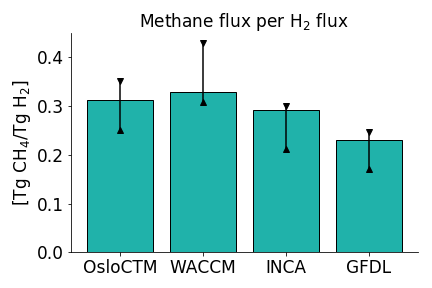 Methane flux per H₂ flux
[Tg CH₄/Tg H₂]
0.4
0.3
0.2
0.1
0.0
OsloCTM WACCM INCA GFDL